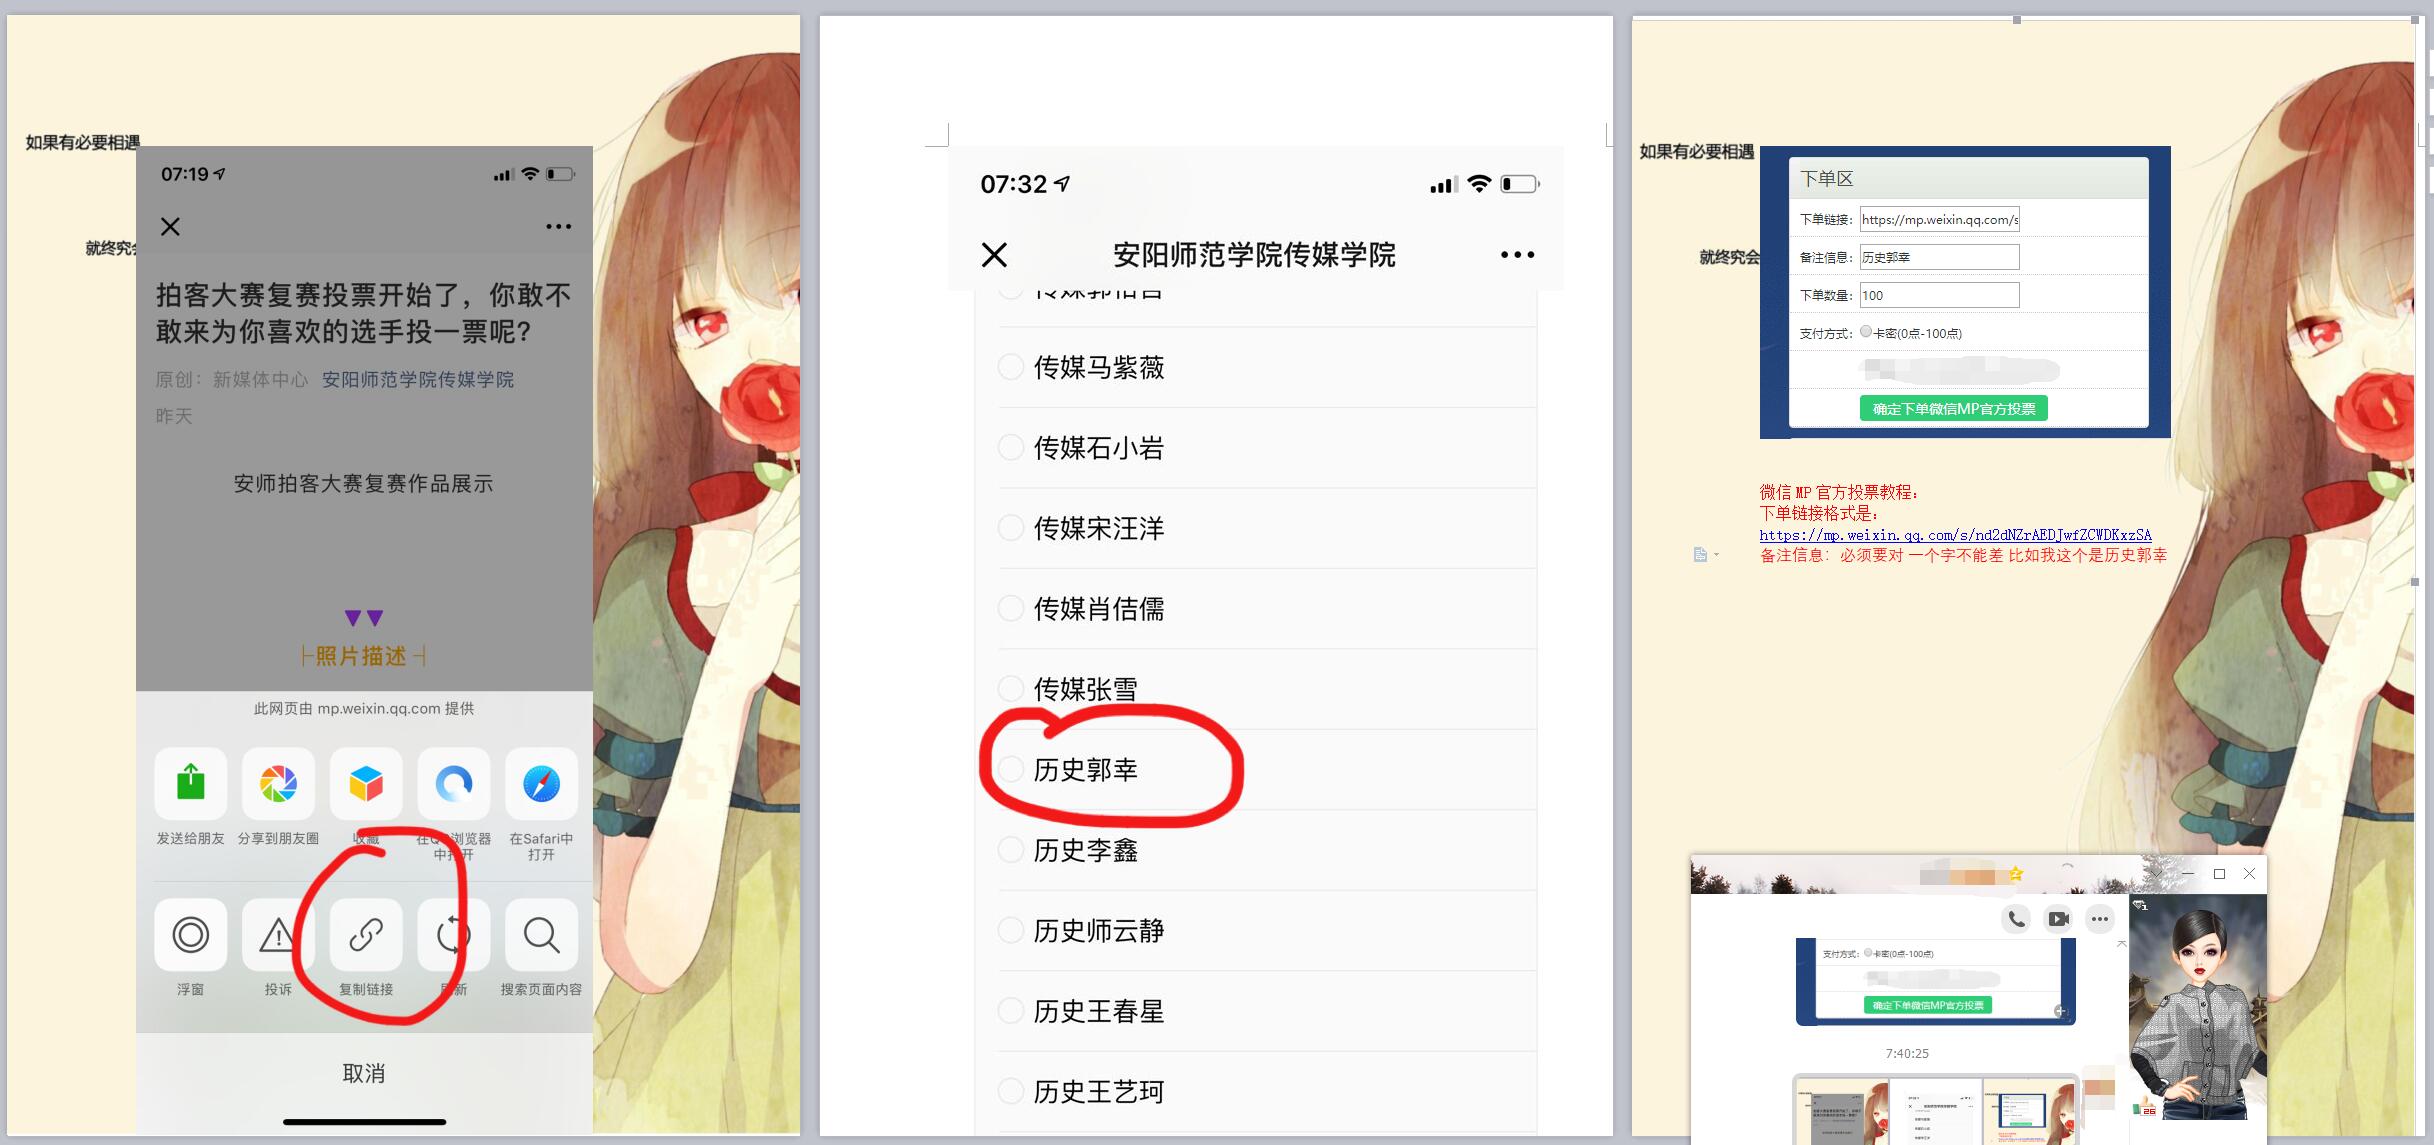 如果有必要相遇
就终究会
07:19
拍客大赛复赛投票开始了，你敢不
敢来为你喜欢的选手投一票呢？
原创：新媒体中心 安阳师范学院传媒学院
昨天
安师拍客大赛复赛作品展示
照片描述
此网页由 mp.weixin.qq.com 提供
发送给朋友 分享到朋友圈 收藏 在QQ浏览器 在Safari中
中打开 打开
浮窗 投诉 复制链接 刷新 搜索页面内容
取消
07:32
安阳师范学院传媒学院
传媒马紫薇
传媒石小岩
传媒宋汪洋
传媒肖佶儒
传媒张雪
历史郭幸
历史李鑫
历史师云静
历史王春星
历史王艺珂
如果有必要相遇
就终究会
下单区
下单链接：https://mp.weixin.qq.com/s
备注信息：历史郭幸
下单数量：100
支付方式：卡密(0点-100点)
确定下单微信MP官方投票
微信 MP 官方投票教程：
下单链接格式是：
https://mp.weixin.qq.com/s/nd2dNZrAEDJwfZCWDKxzSA
备注信息：必须要对 一个字不能差 比如我这个是历史郭幸
支付方式：卡密(0点-100点)
确定下单微信MP官方投票
7:40:25
26